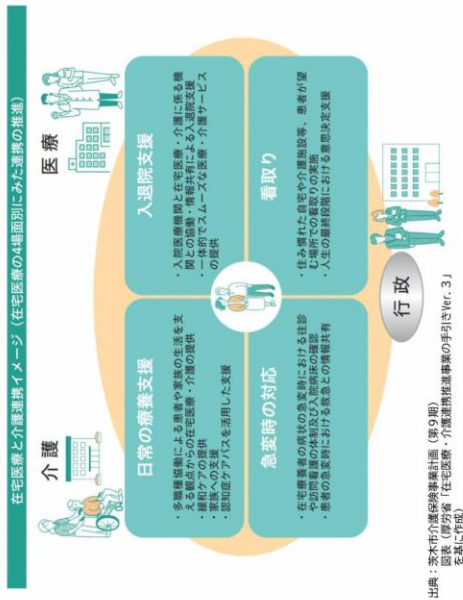 在宅医療と介護連携イメージ（在宅医療の4場面別にみた連携の推進）
介護
医療
日常の療養支援
・多職種協働による患者や家族の生活を支
える観点からの在宅医療・介護の提供
・緩和ケアの提供
・家族への支援
・認知症ケアパスを活用した支援
入退院支援
・入院医療機関と在宅医療・介護に係る機
関との協働・情報共有による入退院支援
・一体的でスムーズな医療・介護サービス
の提供
急変時の対応
・在宅療養者の病状の急変時における往診
や訪問看護の体制及び入院病床の確認
・患者の急変時における救急との情報共有
看取り
・住み慣れた自宅や介護施設等、患者が望
む場所での看取りの実施
・人生の最終段階における意思決定支援
行政
出典：茨木市介護保険事業計画（第9期）
図表（厚労省「在宅医療・介護連携推進事業の手引きVer.３」
を基に作成）